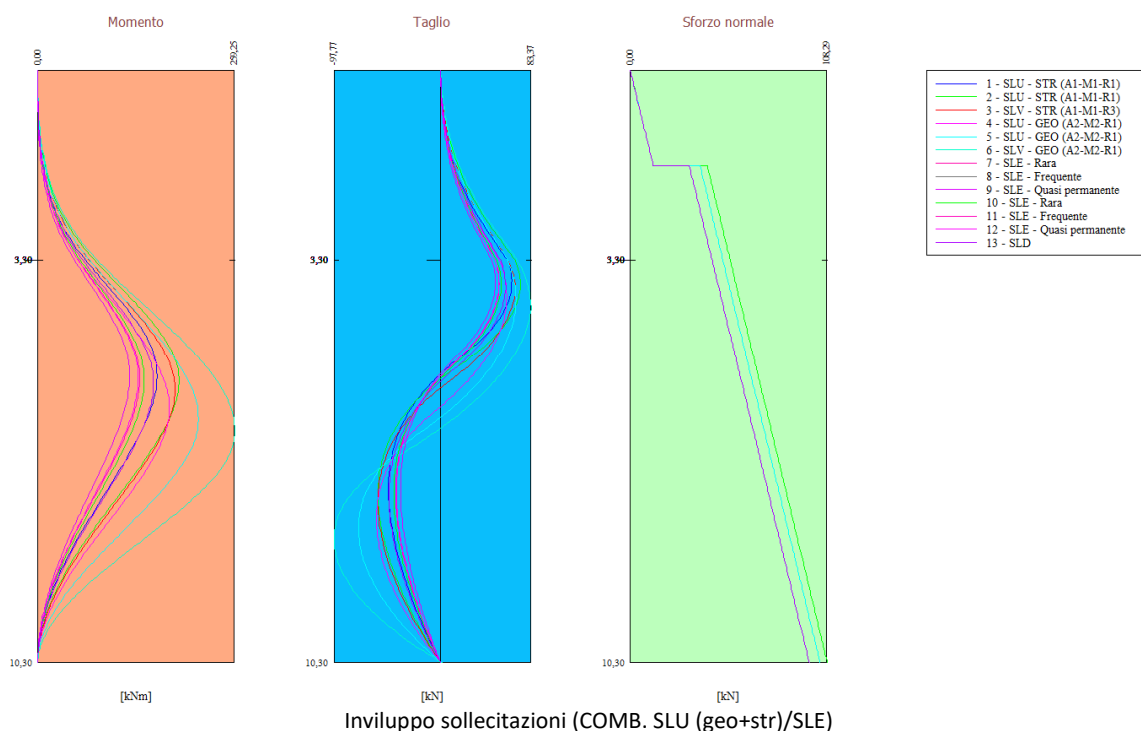 Momento
Taglio
Sforzo normale
0,00
259,25
-97,77
83,37
0,00
108,29
3,30
3,30
3,30
10,30
10,30
10,30
[kNm]
[kN]
[kN]
1 - SLU - STR (A1-M1-R1)
2 - SLU - STR (A1-M1-R1)
3 - SLV - STR (A1-M1-R3)
4 - SLU - GEO (A2-M2-R1)
5 - SLU - GEO (A2-M2-R1)
6 - SLV - GEO (A2-M2-R1)
7 - SLE - Rara
8 - SLE - Frequente
9 - SLE - Quasi permanente
10 - SLE - Rara
11 - SLE - Frequente
12 - SLE - Quasi permanente
13 - SLD
Inviluppo sollecitazioni (COMB. SLU (geo+str)/SLE)